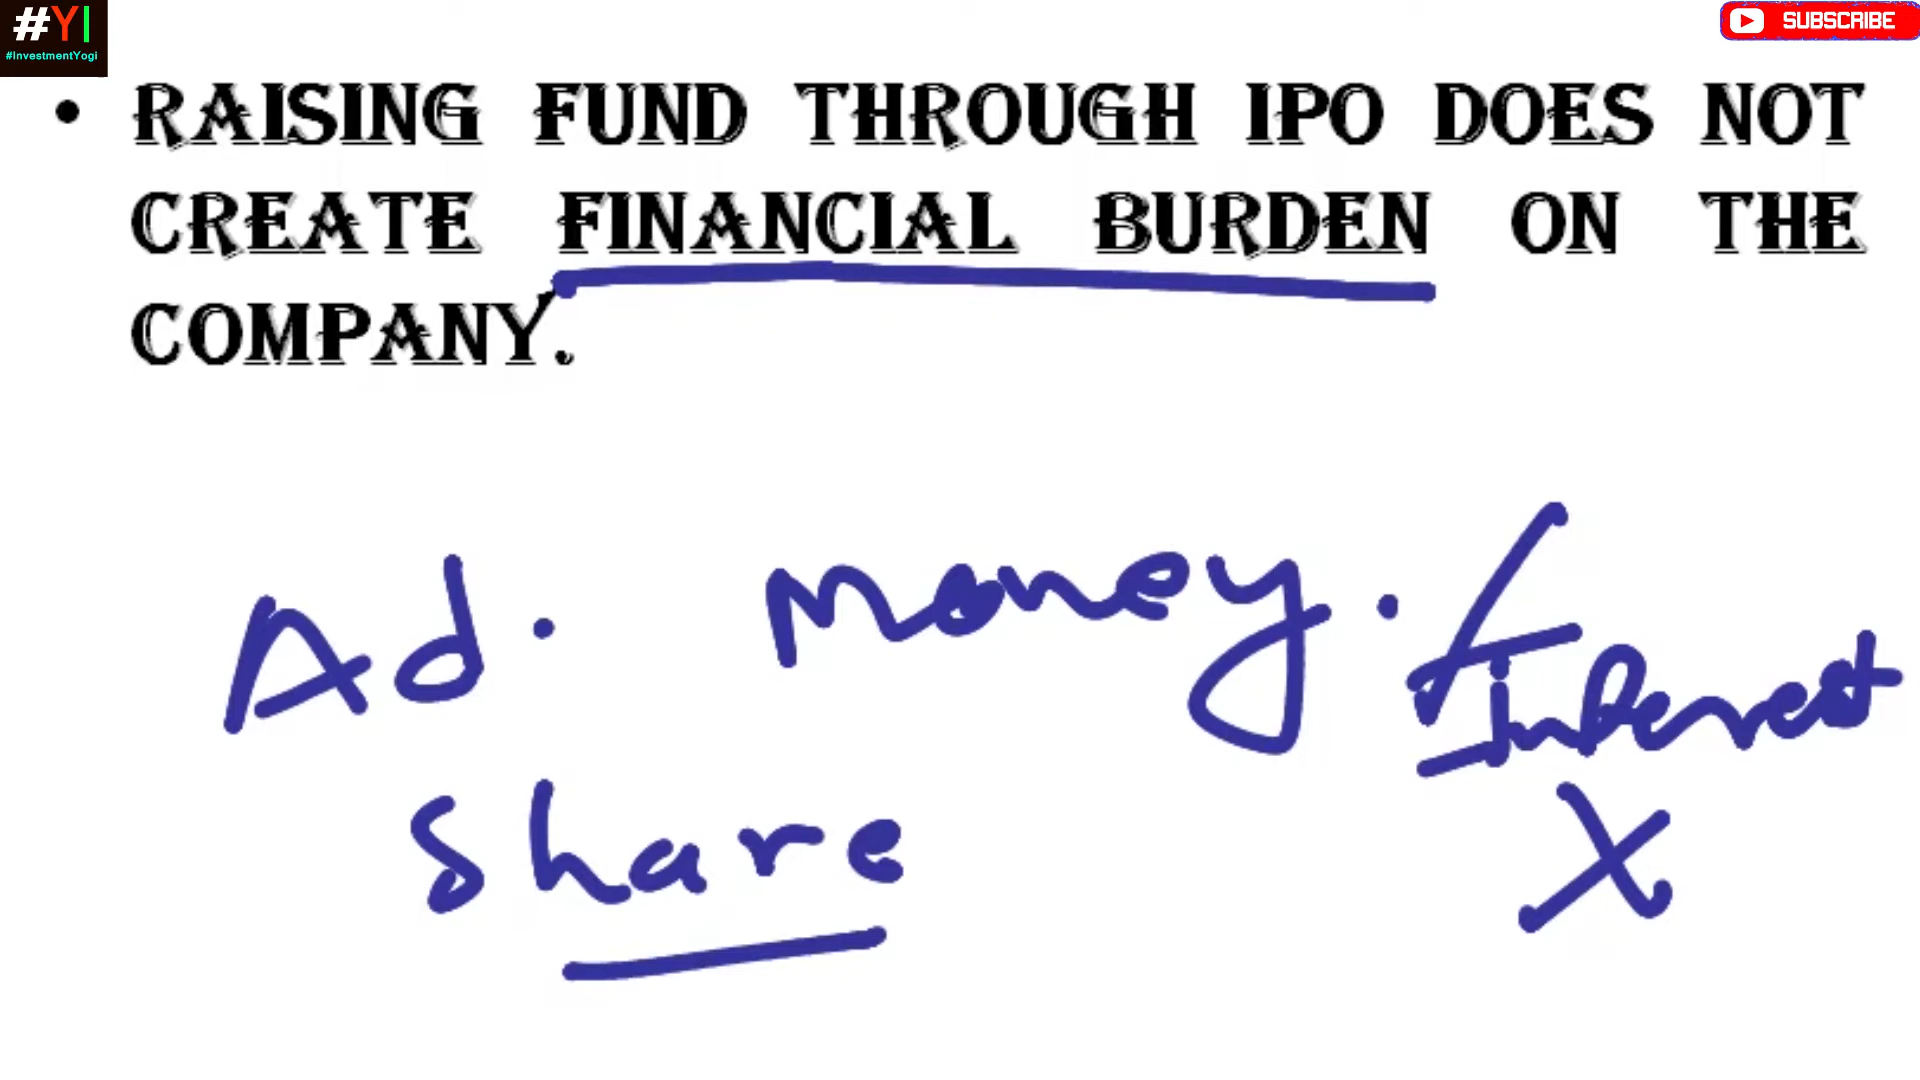 #YI
#InvestmentYogi
SUBSCRIBE
• RAISING FUND THROUGH IPO DOES NOT
CREATE FINANCIAL BURDEN ON THE
COMPANY.
Ad. Money.
Interest
Share
X